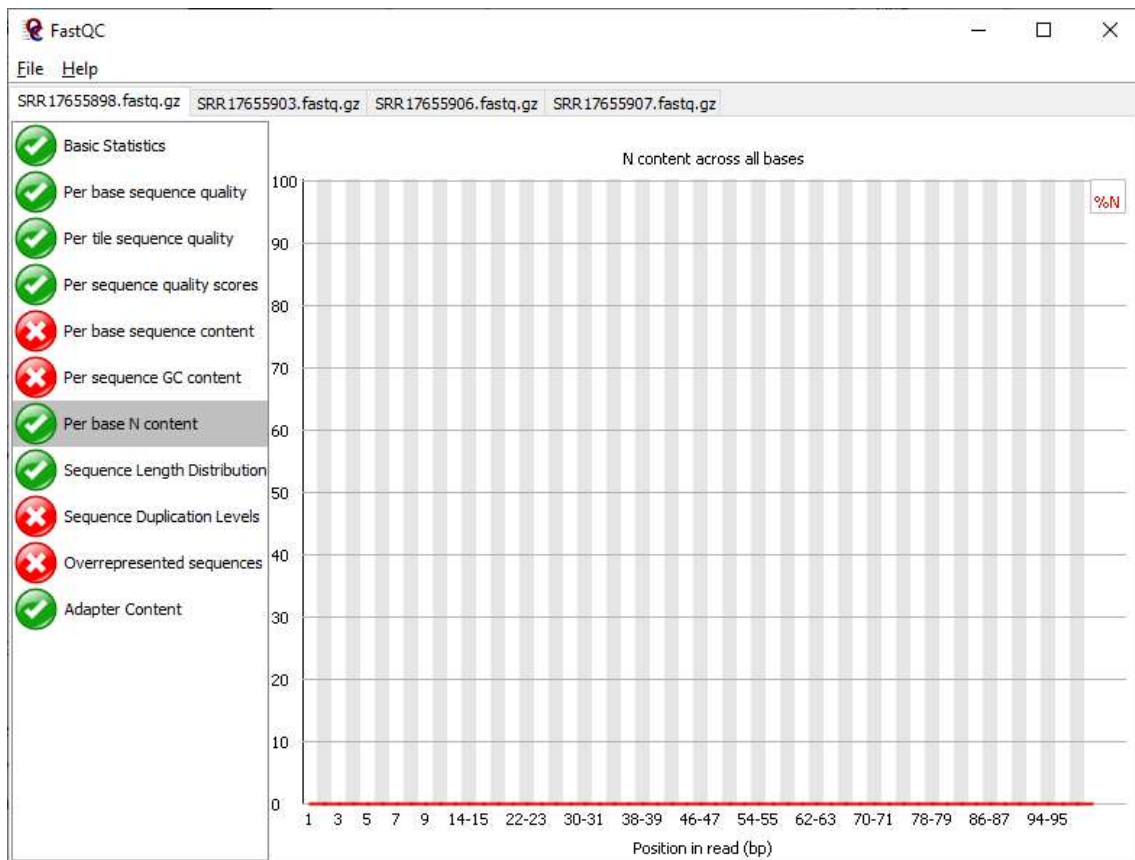 FastQC
File Help
SRR17655898.fastq.gz SRR17655903.fastq.gz SRR17655906.fastq.gz SRR17655907.fastq.gz
Basic Statistics
Per base sequence quality
Per tile sequence quality
Per sequence quality scores
Per base sequence content
Per sequence GC content
Per base N content
Sequence Length Distribution
Sequence Duplication Levels
Overrepresented sequences
Adapter Content
N content across all bases
%N
100
90
80
70
60
50
40
30
20
10
0
1 3 5 7 9 14-15 22-23 30-31 38-39 46-47 54-55 62-63 70-71 78-79 86-87 94-95
Position in read (bp)